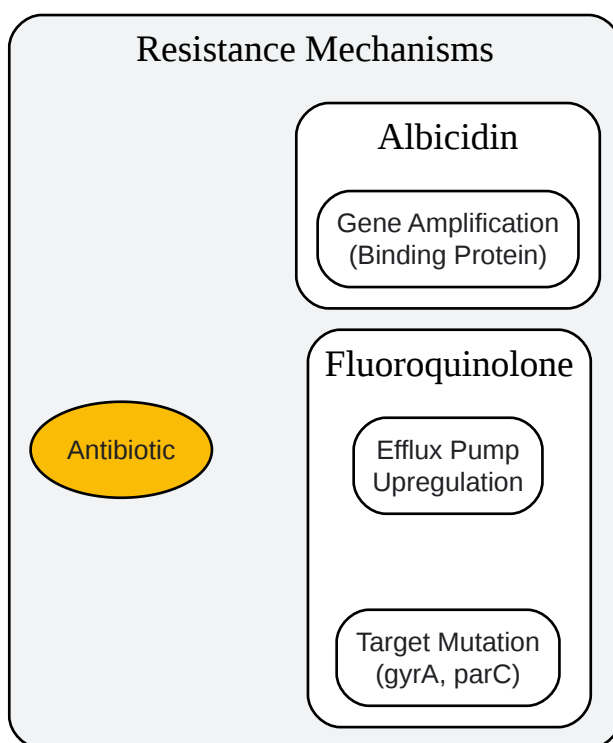 Resistance Mechanisms
Albicidin
Gene Amplification
(Binding Protein)
Fluoroquinolone
Antibiotic
Efflux Pump
Upregulation
Target Mutation
(gyrA, parC)